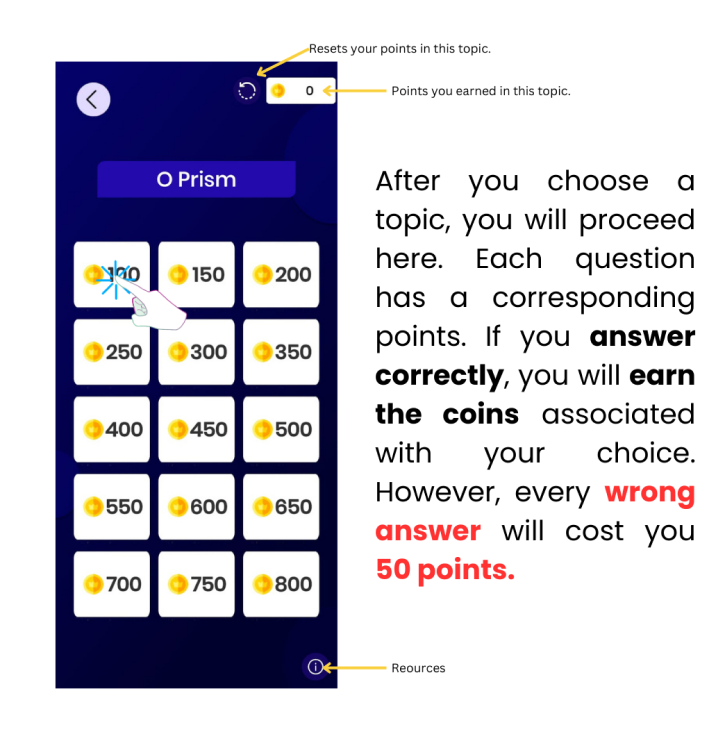 Resets your points in this topic.
0
Points you earned in this topic.
O Prism
100 150 200
250 300 350
400 450 500
550 600 650
700 750 800
After you choose a
topic, you will proceed
here. Each question
has a corresponding
points. If you answer
correctly, you will earn
the coins associated
with your choice.
However, every wrong
answer will cost you
50 points.
Reources